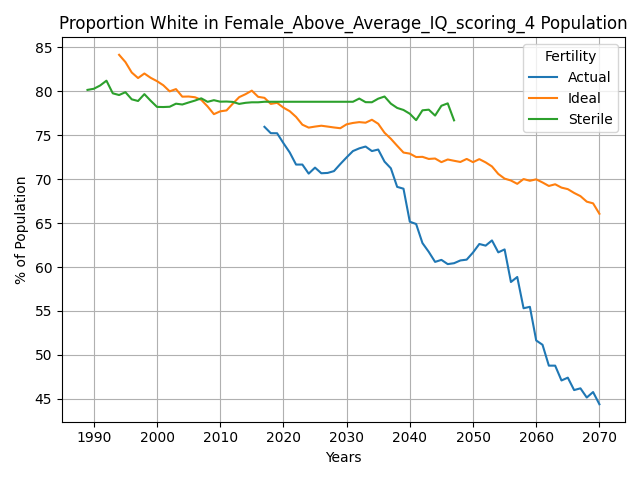 Proportion White in Female_Above_Average_IQ_scoring_4 Population
85
80
75
70
65
60
55
50
45
% of Population
Fertility
Actual
Ideal
Sterile
1990 2000 2010 2020 2030 2040 2050 2060 2070
Years